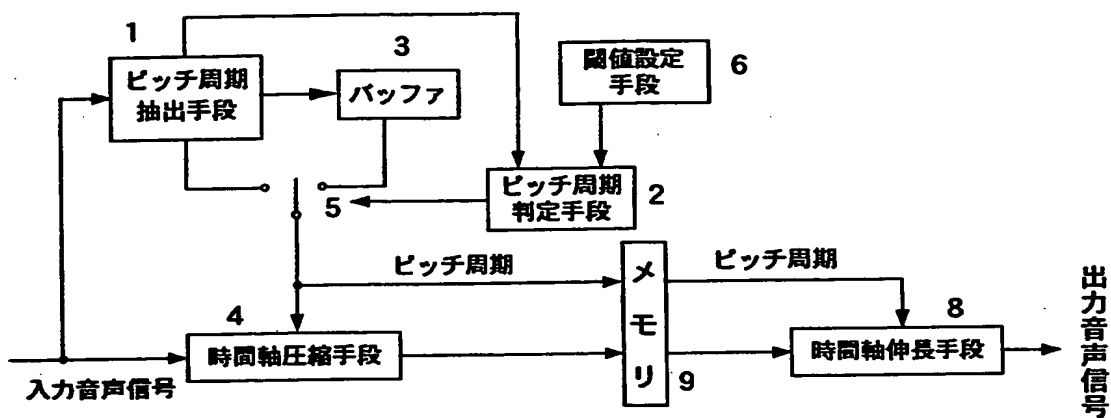 1
ピッチ周期
抽出手段
3
バッファ
閾値設定
手段
6
5
ピッチ周期
判定手段
2
ピッチ周期
メモリ
9
ピッチ周期
4
時間軸圧縮手段
入力音声信号
8
時間軸伸長手段
出力音声信号